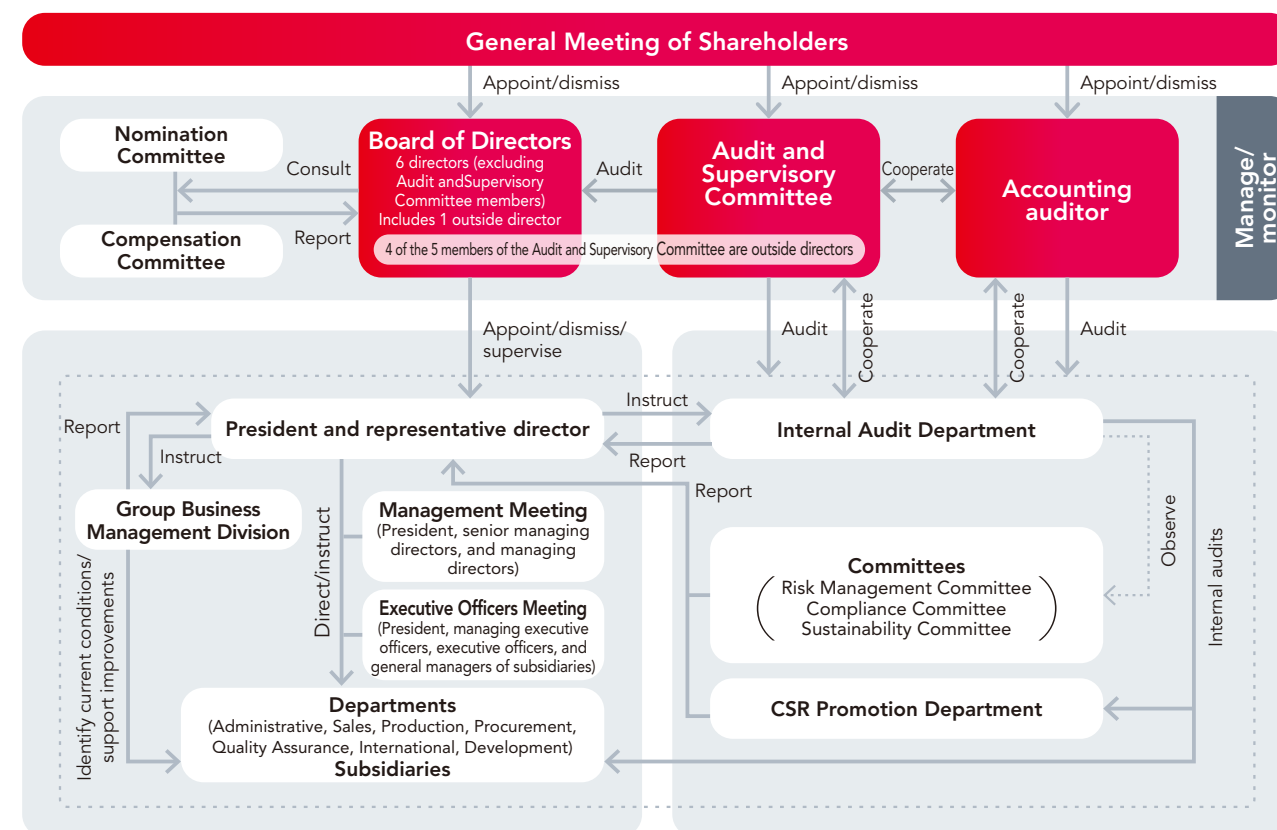 General Meeting of Shareholders
Appoint/dismiss
Appoint/dismiss
Appoint/dismiss
Nomination
Committee
Consult
Report
Compensation
Committee
Board of Directors
6 directors (excluding
Audit andSupervisory
Committee members)
Includes 1 outside director
Audit
Audit and
Supervisory
Committee
Cooperate
Accounting
auditor
Manage/
monitor
4 of the 5 members of the Audit and Supervisory Committee are outside directors
Appoint/dismiss/
supervise
Audit
Cooperate
Cooperate
Audit
Report
President and representative director
Instruct
Report
Internal Audit Department
Instruct
Report
Group Business
Management Division
Direct/instruct
Management Meeting
(President, senior managing
directors, and managing
directors)
Executive Officers Meeting
(President, managing executive
officers, executive officers, and
general managers of subsidiaries)
Committees
(Risk Management Committee
Compliance Committee
Sustainability Committee)
Observe
Internal audits
Identify current conditions/
support improvements
Departments
(Administrative, Sales, Production, Procurement,
Quality Assurance, International, Development)
Subsidiaries
CSR Promotion Department